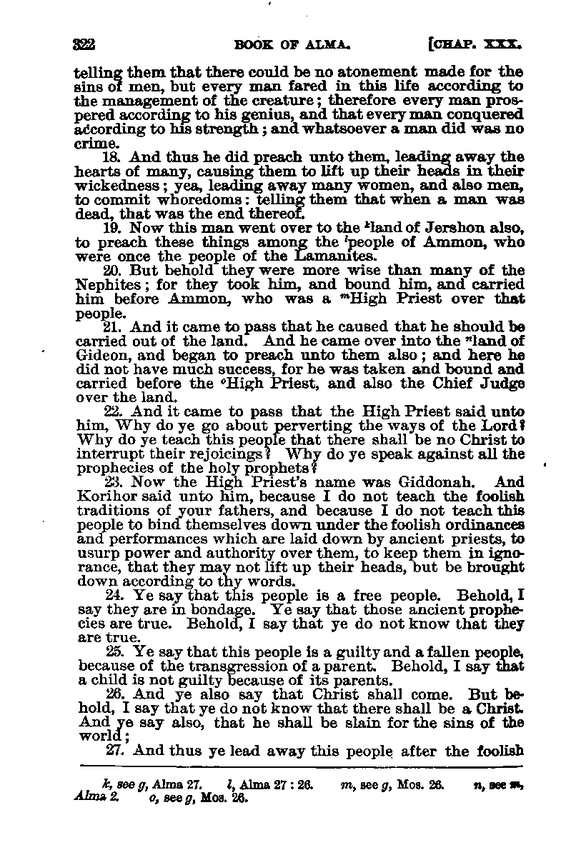 322 BOOK OF ALMA. [CHAP. XXX.
telling them that there could be no atonement made for the
sins of men, but every man fared in this life according to
the management of the creature; therefore every man pros-
pered according to his genius, and that every man conquered
according to his strength; and whatsoever a man did was no
crime.
18. And thus he did preach unto them, leading away the
hearts of many, causing them to lift up their heads in their
wickedness; yea, leading away many women, and also men,
to commit whoredoms: telling them that when a man was
dead, that was the end thereof.
19. Now this man went over to the ᵏland of Jershon also,
to preach these things among the ˡpeople of Ammon, who
were once the people of the Lamanites.
20. But behold they were more wise than many of the
Nephites; for they took him, and bound him, and carried
him before Ammon, who was a ᵐHigh Priest over that
people.
21. And it came to pass that he caused that he should be
carried out of the land. And he came over into the ⁿland of
Gideon, and began to preach unto them also; and here he
did not have much success, for he was taken and bound and
carried before the ᵒHigh Priest, and also the Chief Judge
over the land.
22. And it came to pass that the High Priest said unto
him, Why do ye go about perverting the ways of the Lord?
Why do ye teach this people that there shall be no Christ to
interrupt their rejoicings? Why do ye speak against all the
prophecies of the holy prophets?
23. Now the High Priest's name was Giddonah. And
Korihor said unto him, because I do not teach the foolish
traditions of your fathers, and because I do not teach this
people to bind themselves down under the foolish ordinances
and performances which are laid down by ancient priests, to
usurp power and authority over them, to keep them in igno-
rance, that they may not lift up their heads, but be brought
down according to thy words.
24. Ye say that this people is a free people. Behold, I
say they are in bondage. Ye say that those ancient prophe-
cies are true. Behold, I say that ye do not know that they
are true.
25. Ye say that this people is a guilty and a fallen people,
because of the transgression of a parent. Behold, I say that
a child is not guilty because of its parents.
26. And ye also say that Christ shall come. But be-
hold, I say that ye do not know that there shall be a Christ.
And ye say also, that he shall be slain for the sins of the
world;
27. And thus ye lead away this people after the foolish
k, see g, Alma 27. l, Alma 27 : 26. m, see g, Mos. 26. n, see m,
Alma 2. o, see g, Mos. 26.